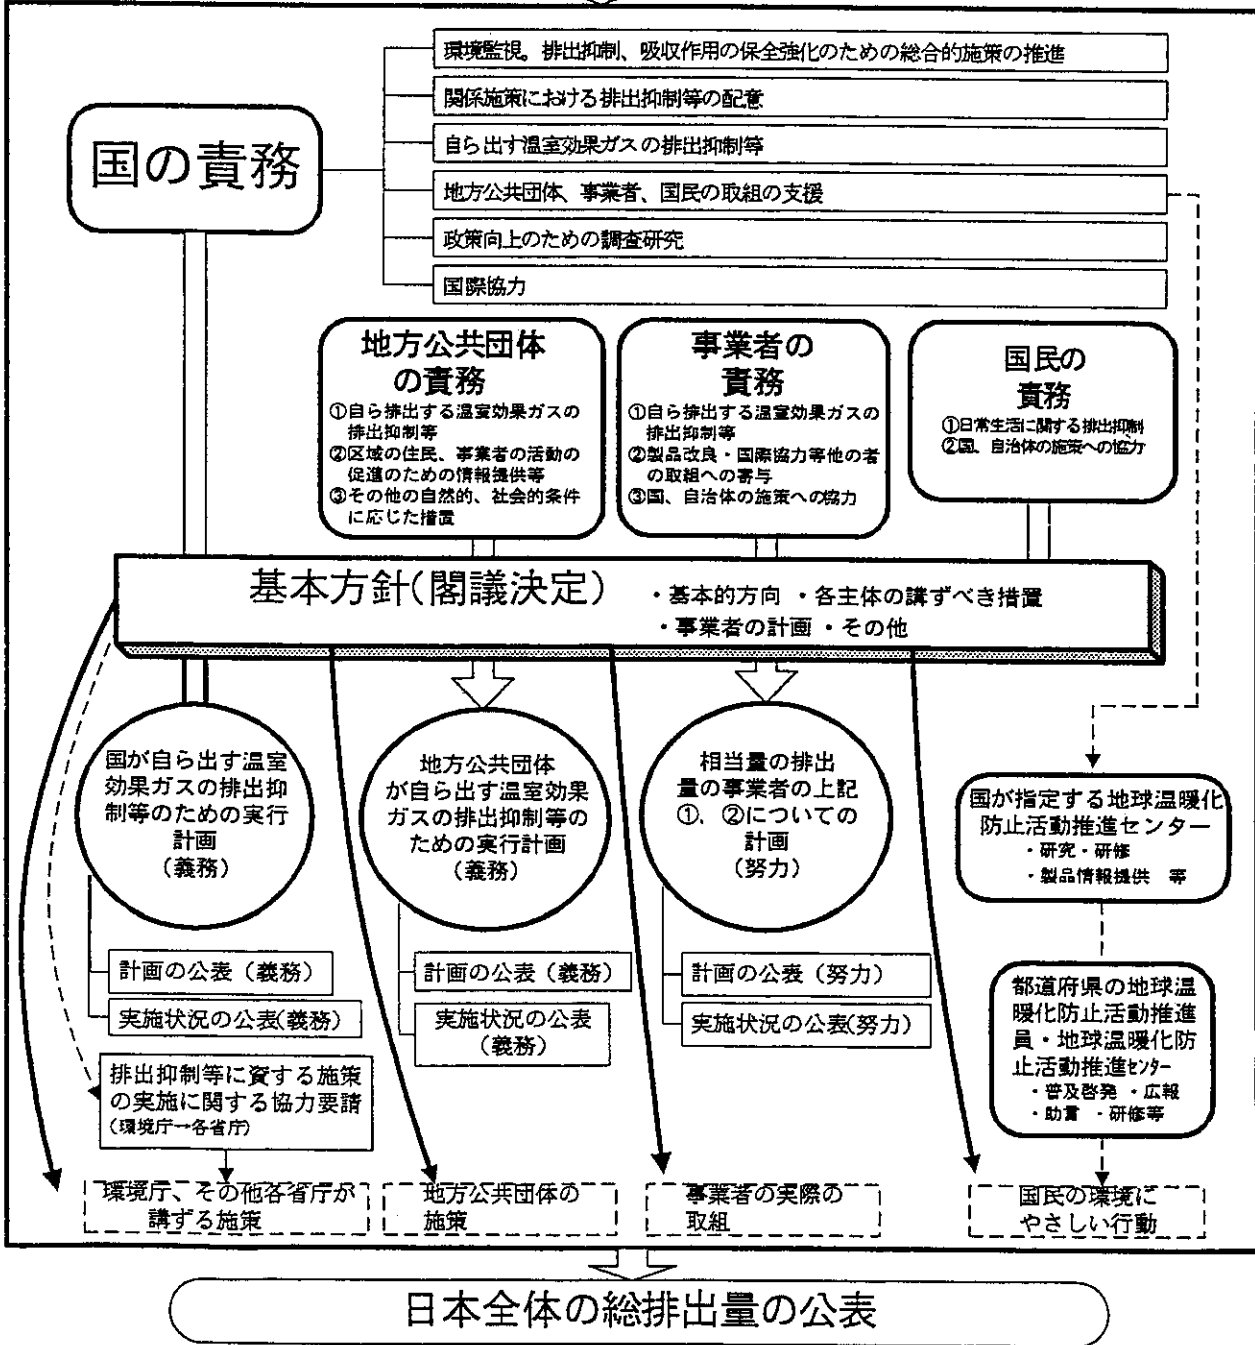 国の責務
環境監視。排出抑制、吸収作用の保全強化のための総合的施策の推進
関係施策における排出抑制等の配意
自ら出す温室効果ガスの排出抑制等
地方公共団体、事業者、国民の取組の支援
政策向上のための調査研究
国際協力
地方公共団体
の責務
①自ら排出する温室効果ガスの
排出抑制等
②区域の住民、事業者の活動の
促進のための情報提供等
③その他の自然的、社会的条件
に応じた措置
事業者の
責務
①自ら排出する温室効果ガスの
排出抑制等
②製品改良・国際協力等他の者
の取組への寄与
③国、自治体の施策への協力
国民の
責務
①日常生活に関する排出抑制
②国、自治体の施策への協力
基本方針(閣議決定)
・基本的方向 ・各主体の講ずべき措置
・事業者の計画 ・その他
国が自ら出す温室
効果ガスの排出抑
制等のための実行
計画
(義務)
計画の公表(義務)
実施状況の公表(義務)
排出抑制等に資する施策
の実施に関する協力要請
(環境庁→各省庁)
環境庁、その他各省庁が
講ずる施策
地方公共団体
が自ら出す温室効果
ガスの排出抑制等の
ための実行計画
(義務)
計画の公表(義務)
実施状況の公表
(義務)
地方公共団体の
施策
相当量の排出
量の事業者の上記
①、②についての
計画
(努力)
計画の公表(努力)
実施状況の公表(努力)
事業者の実際の
取組
国が指定する地球温暖化
防止活動推進センター
・研究・研修
・製品情報提供 等
都道府県の地球温
暖化防止活動推進
員・地球温暖化防
止活動推進センター
・普及啓発 ・広報
・助言 ・研修等
国民の環境に
やさしい行動
日本全体の総排出量の公表